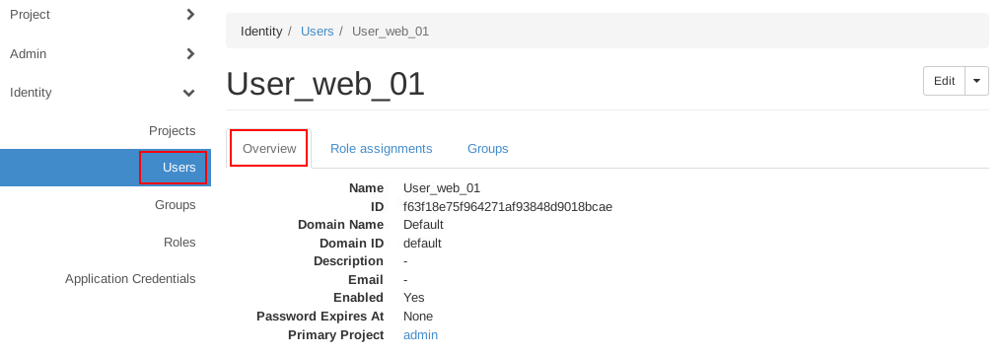 Project
Admin
Identity
Projects
Users
Groups
Roles
Application Credentials
Identity / Users / User_web_01
User_web_01
Edit
Overview Role assignments Groups
Name User_web_01
ID f63f18e75f964271af93848d9018bcae
Domain Name Default
Domain ID default
Description -
Email -
Enabled Yes
Password Expires At None
Primary Project admin